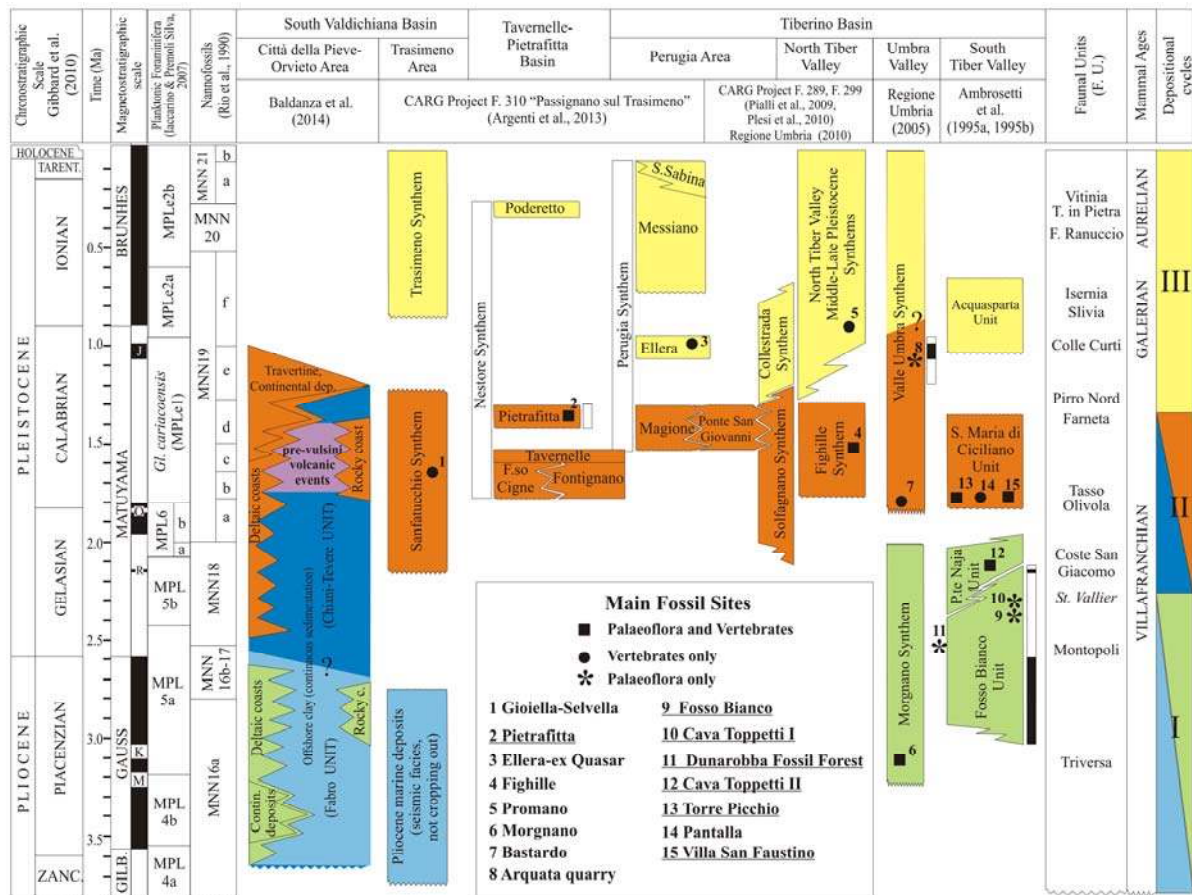 Chronostratigraphic
Scale
Gibbard et al.
(2010)
Time (Ma)
Magnetostratigraphic
scale
Planktonic Foraminifera
(Iaccarino & Premoli Silva,
2007)
Nannofossils
(Rio et al., 1990)
South Valdichiana Basin
Città della Pieve-
Orvieto Area
Trasimeno
Area
Baldanza et al.
(2014)
Tavernelle-
Pietrafitta
Basin
CARG Project F. 310 “Passignano sul Trasimeno”
(Argenti et al., 2013)
Tiberino Basin
Perugia Area
North Tiber
Valley
CARG Project F. 289, F. 299
(Pialli et al., 2009,
Plesi et al., 2010)
Regione Umbria (2010)
Umbra
Valley
Regione
Umbria
(2005)
South
Tiber Valley
Ambrosetti
et al.
(1995a, 1995b)
Faunal Units
(F. U.)
Mammal Ages
Depositional
cycles
HOLOCENE
TARENT.
PLEISTOCENE
IONIAN
CALABRIAN
GELASIAN
PLIOCENE
PIACENZIAN
ZANC.
0.5
1.0
1.5
2.0
2.5
3.0
3.5
BRUNHES
MATUYAMA
GAUSS
GILB.
J
O
R
K
M
MPLe2b
MPLe2a
Gl. cariacoensis
(MPLe1)
MPL6
b
a
MPL
5b
MPL
5a
MPL
4b
MPL
4a
MNN 21
b
a
MNN
20
MNN19
f
e
d
c
b
a
MNN18
MNN
16b-17
MNN16a
Travertine,
Continental dep.
pre-vulsini
volcanic
events
Rocky coast
Deltaic coasts
Offshore clay (continuous sedimentation)
(Chiani-Tevere UNIT)
?
(Fabro UNIT)
Deltaic coasts
Rocky c.
Contin.
deposits
Trasimeno Synthem
Sanfatucchio Synthem
1
Pliocene marine deposits
(seismic facies,
not cropping out)
Nestore Synthem
Poderetto
Pietrafitta
2
Tavernelle
F.so
Cigne
Fontignano
Perugia Synthem
S.Sabina
Messiano
Ellera
3
Magione
Ponte San
Giovanni
Collestrada
Synthem
Solfagnano Synthem
North Tiber Valley
Middle-Late Pleistocene
Synthems
5
Fighille
Synthem
4
Valle Umbra Synthem
?
8
7
Morgnano Synthem
6
Acquasparta
Unit
S. Maria di
Ciciliano
Unit
13
14
15
P.te Naja
Unit
12
10
9
11
Fosso Bianco
Unit
Vitinia
T. in Pietra
F. Ranuccio
Isernia
Slivia
Colle Curti
Pirro Nord
Farneta
Tasso
Olivola
Coste San
Giacomo
St. Vallier
Montopoli
Triversa
AURELIAN
GALERIAN
VILLAFRANCHIAN
III
II
I
Main Fossil Sites
Palaeoflora and Vertebrates
Vertebrates only
Palaeoflora only
1 Gioiella-Selvella
2 Pietrafitta
3 Ellera-ex Quasar
4 Fighille
5 Promano
6 Morgnano
7 Bastardo
8 Arquata quarry
9 Fosso Bianco
10 Cava Toppetti I
11 Dunarobba Fossil Forest
12 Cava Toppetti II
13 Torre Picchio
14 Pantalla
15 Villa San Faustino